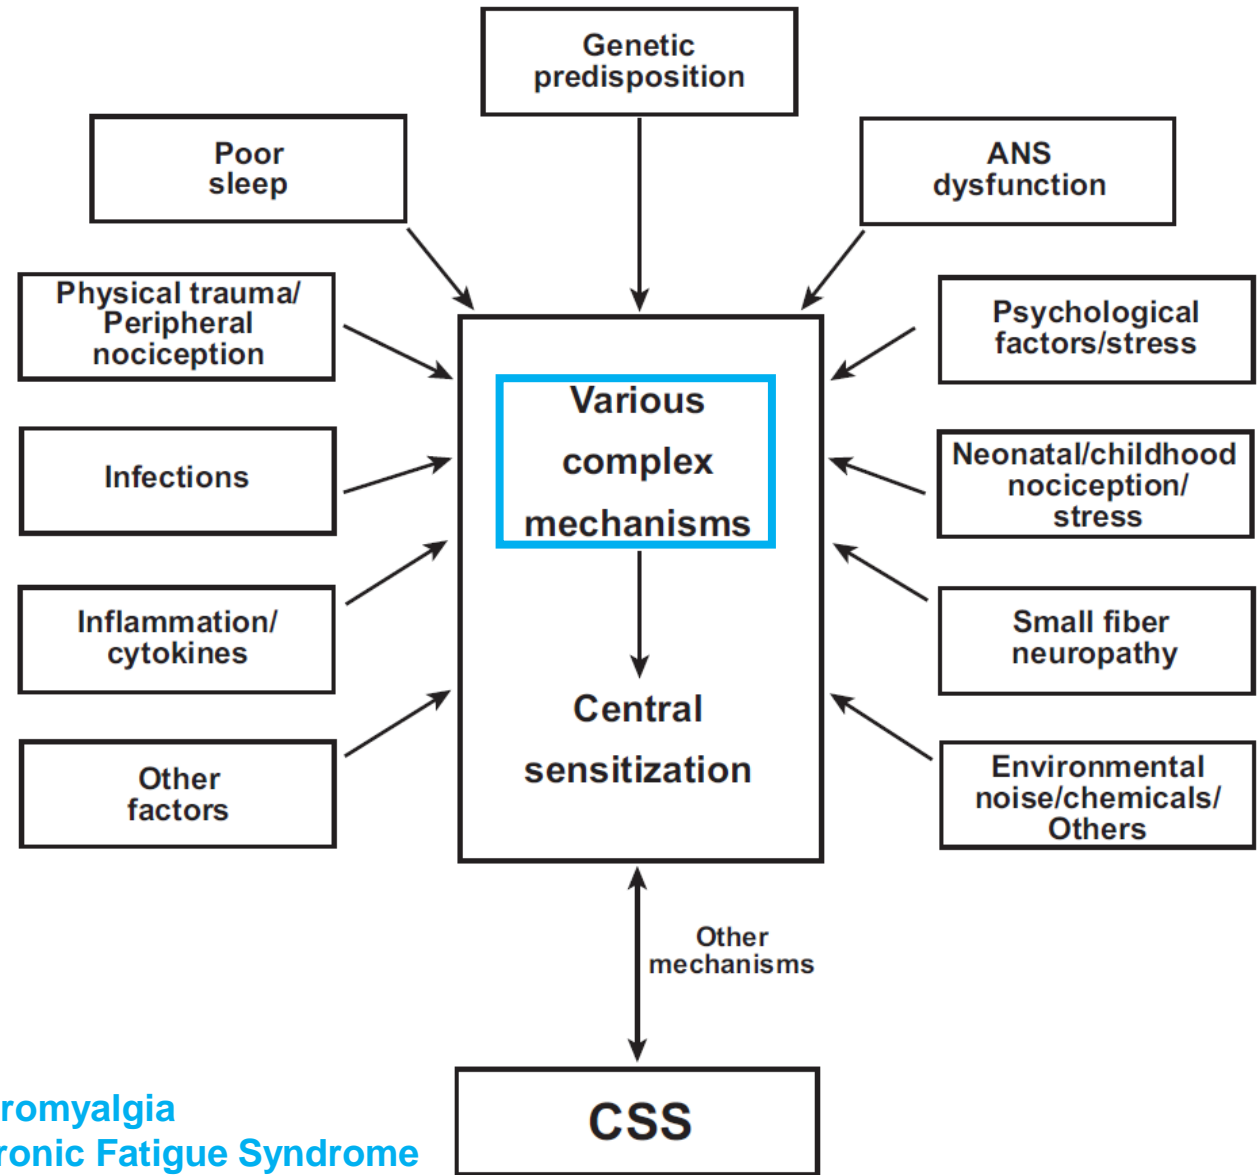 Genetic
predisposition
Poor
sleep
ANS
dysfunction
Physical trauma/
Peripheral
nociception
Psychological
factors/stress
Various
complex
mechanisms
Infections
Neonatal/childhood
nociception/
stress
Inflammation/
cytokines
Small fiber
neuropathy
Central
sensitization
Other
factors
Environmental
noise/chemicals/
Others
Other
mechanisms
CSS
romyalgia
ronic Fatigue Syndrome